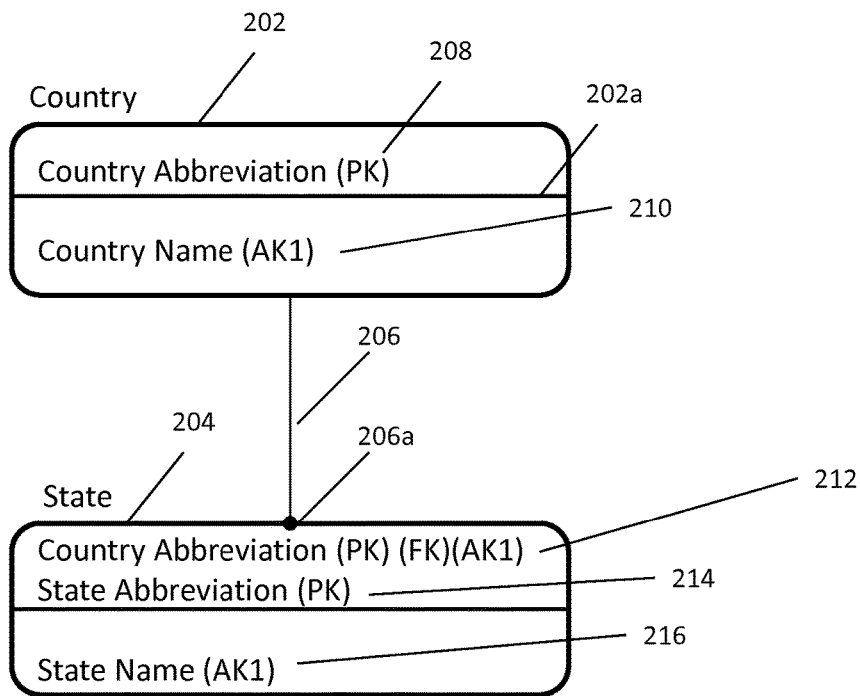 202
208
202a
Country
Country Abbreviation (PK)
210
Country Name (AK1)
206
204
206a
212
State
Country Abbreviation (PK) (FK)(AK1)
214
State Abbreviation (PK)
216
State Name (AK1)